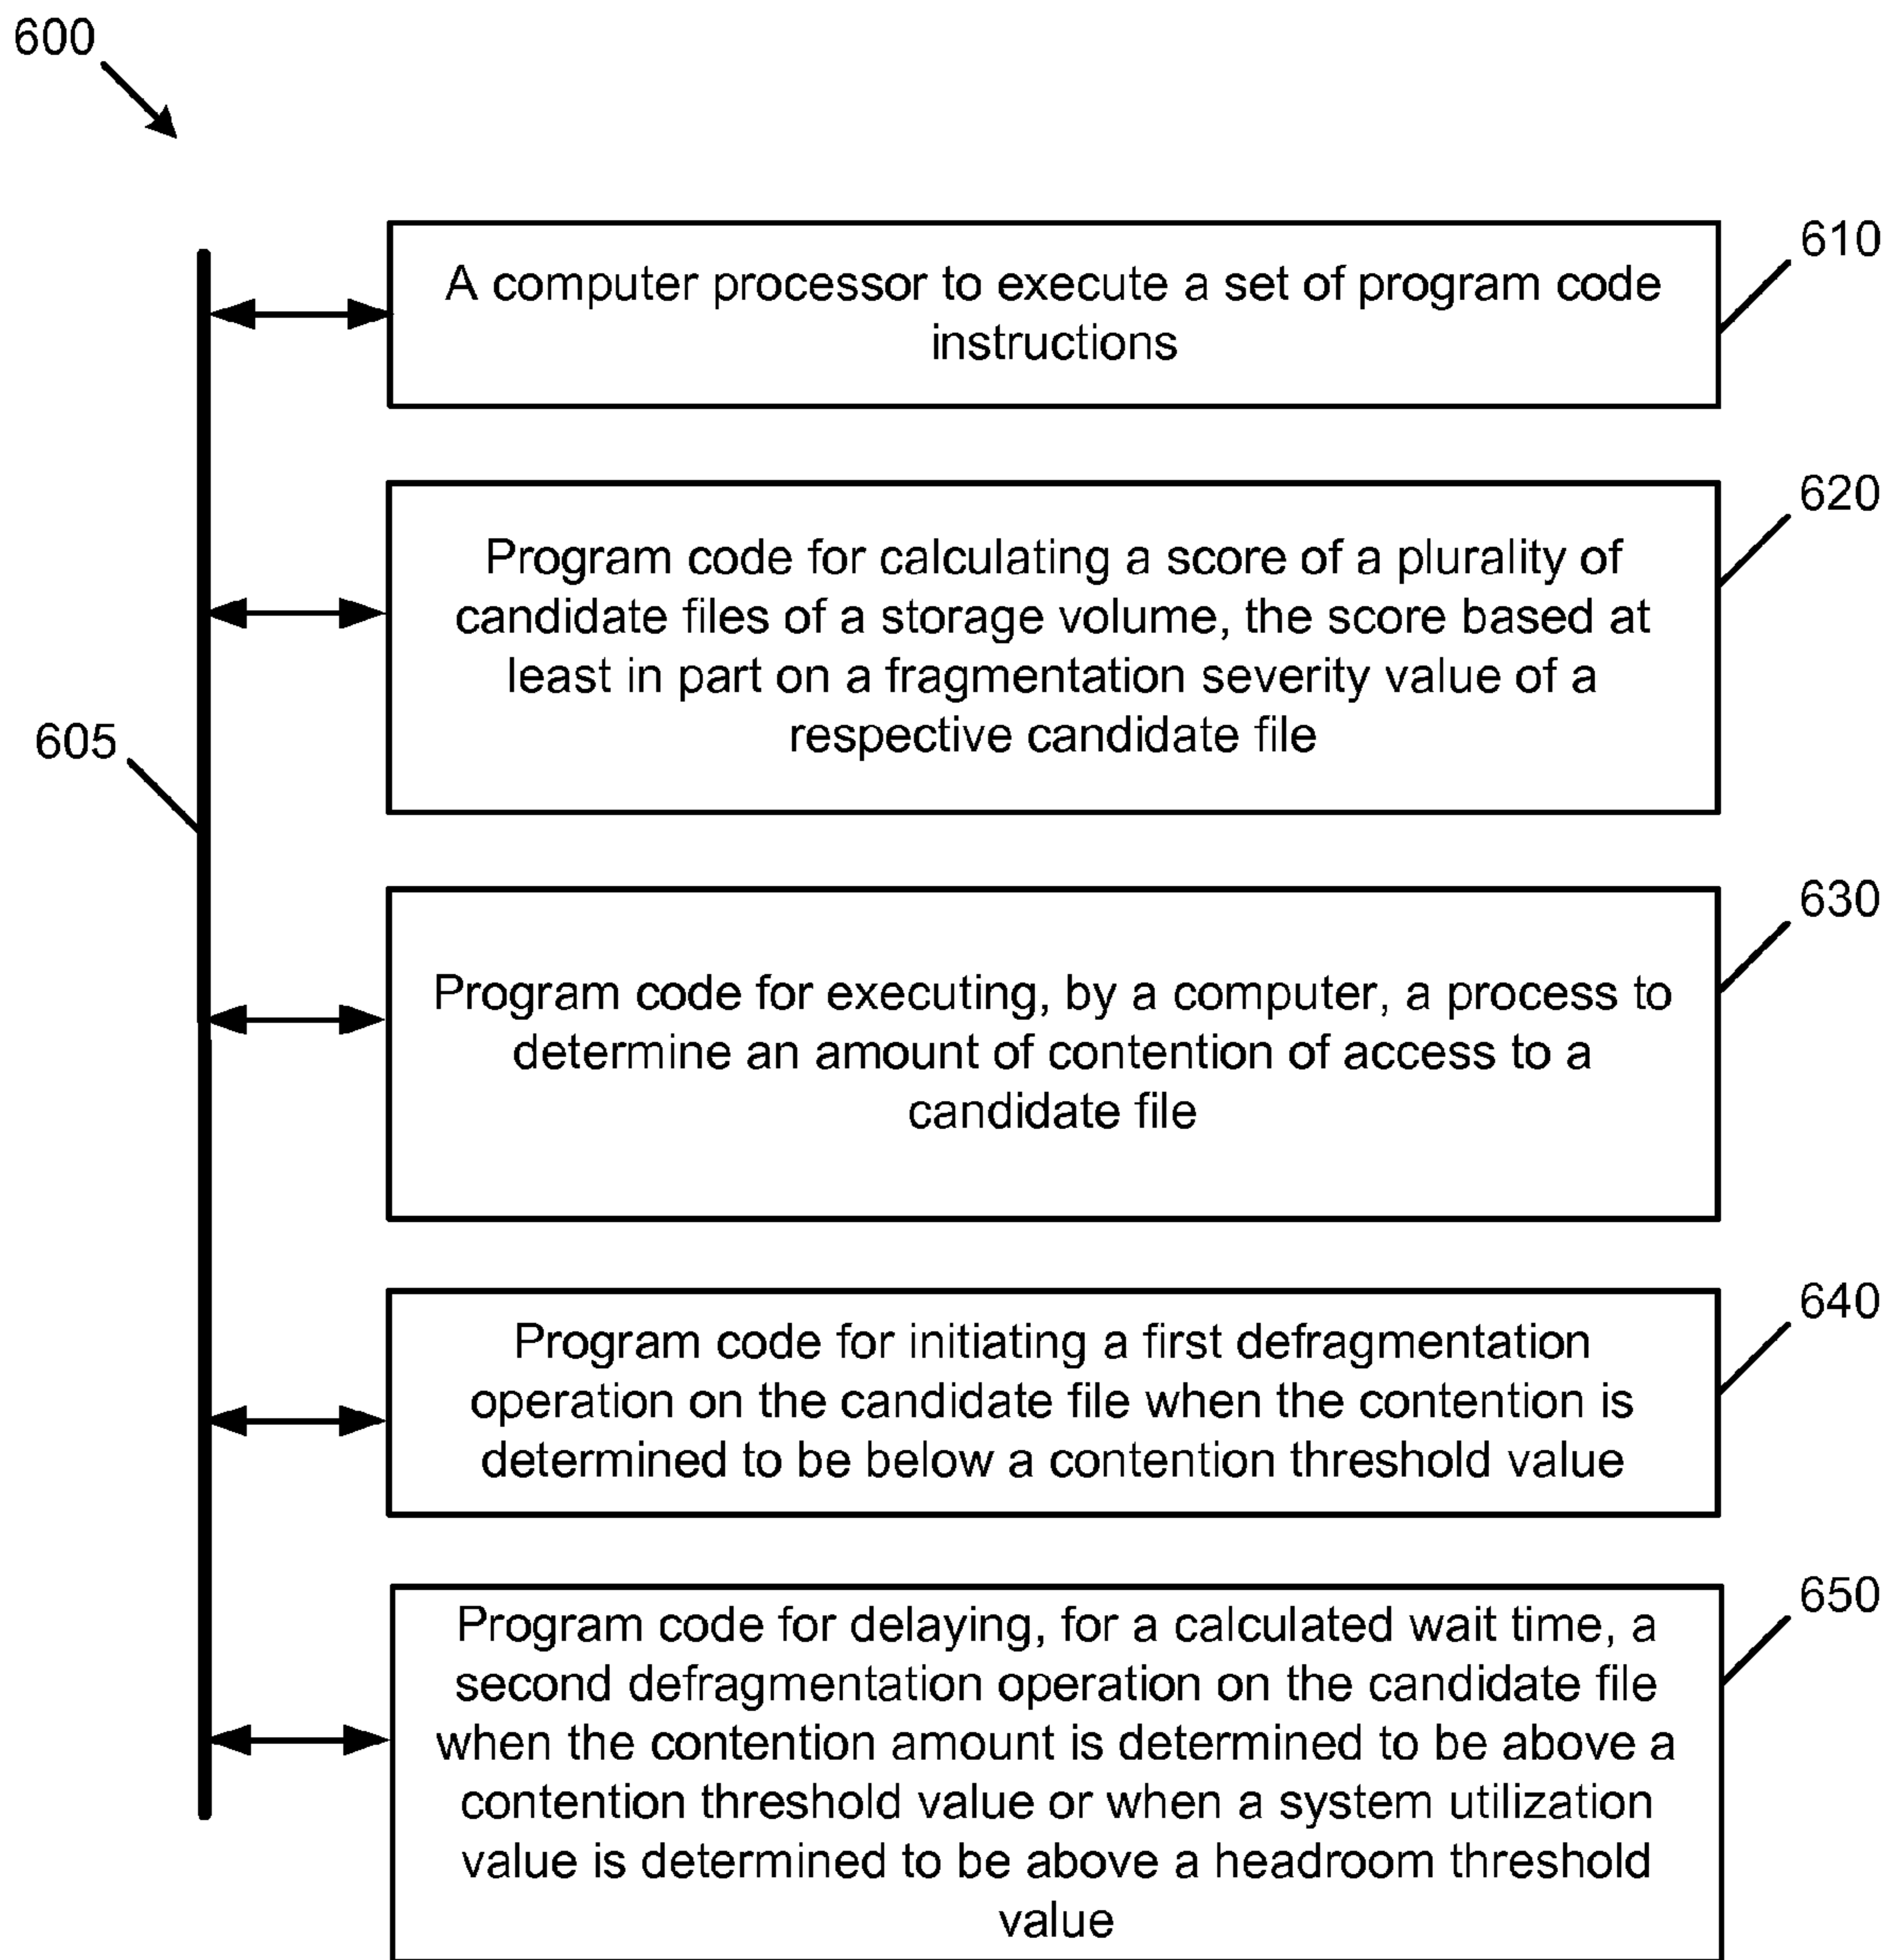 600
A computer processor to execute a set of program code
instructions
610
Program code for calculating a score of a plurality of
candidate files of a storage volume, the score based at
least in part on a fragmentation severity value of a
respective candidate file
620
605
Program code for executing, by a computer, a process to
determine an amount of contention of access to a
candidate file
630
Program code for initiating a first defragmentation
operation on the candidate file when the contention is
determined to be below a contention threshold value
640
Program code for delaying, for a calculated wait time, a
second defragmentation operation on the candidate file
when the contention amount is determined to be above a
contention threshold value or when a system utilization
value is determined to be above a headroom threshold
value
650